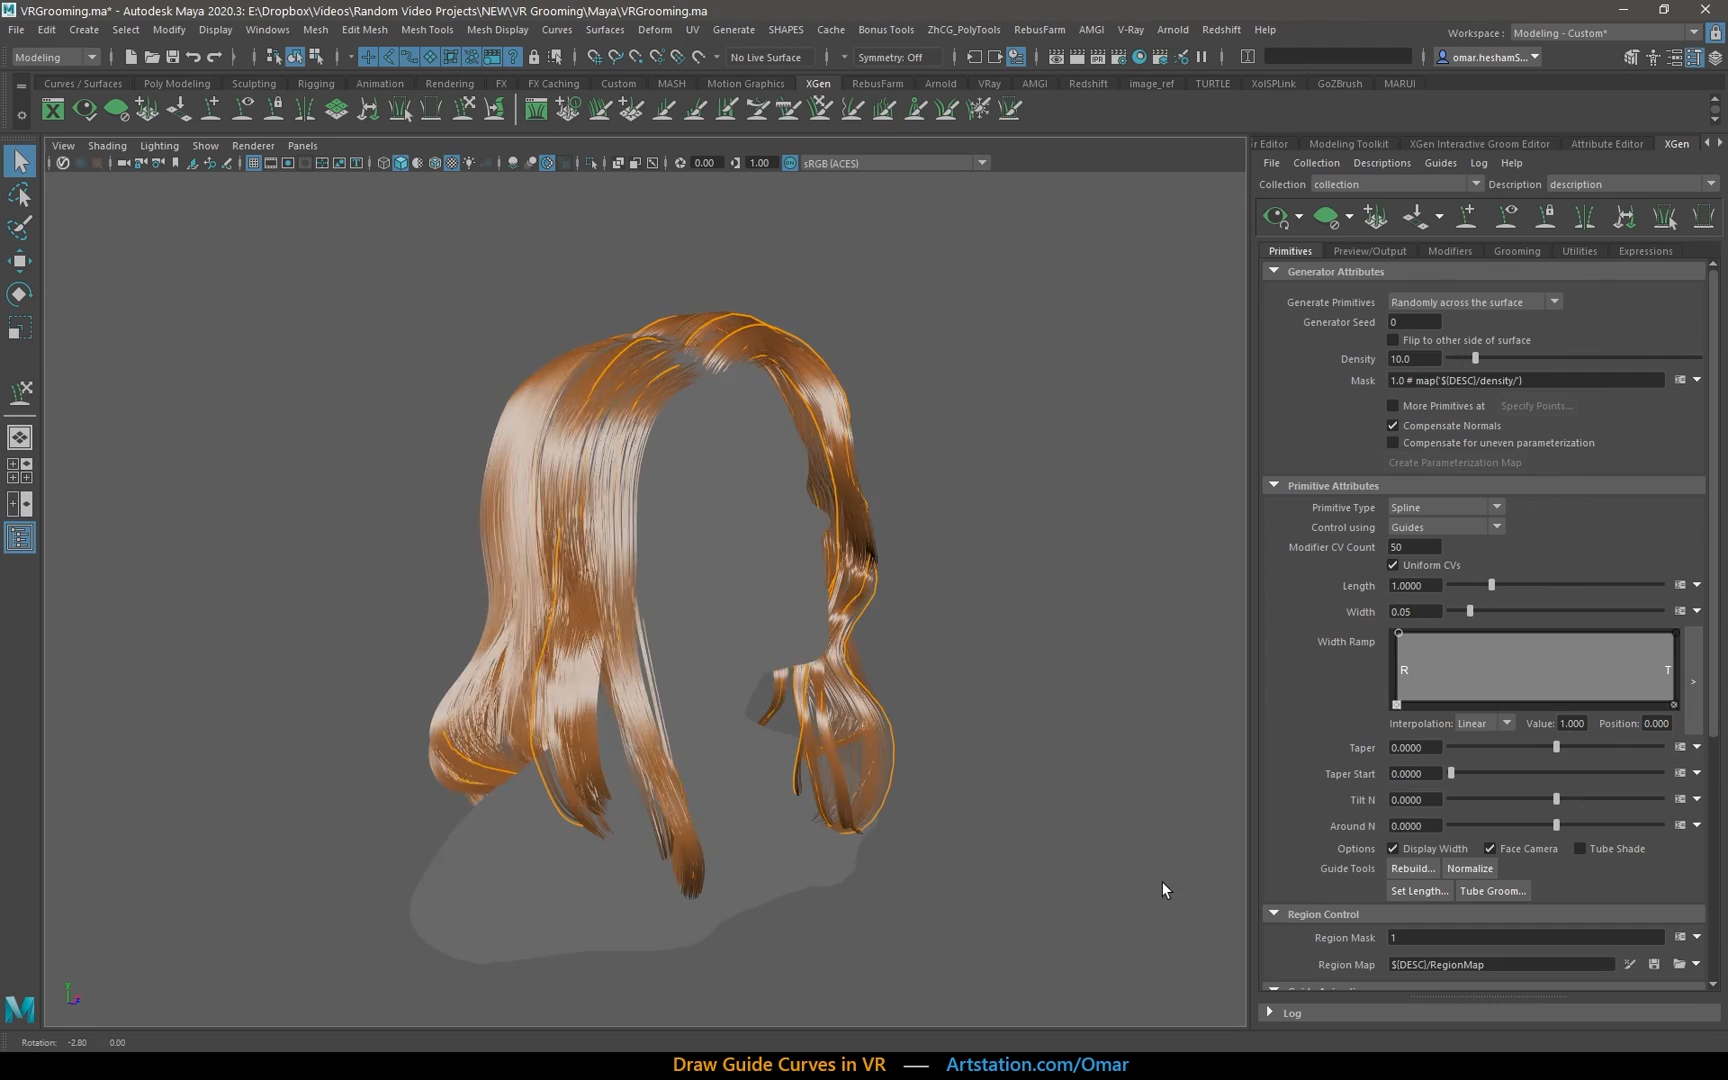 VRGrooming.ma* - Autodesk Maya 2020.3: E:\Dropbox\Videos\Random Video Projects\NEW\VR Grooming\Maya\VRGrooming.ma
File Edit Create Select Modify Display Windows Mesh Edit Mesh Mesh Tools Mesh Display Curves Surfaces Deform UV Generate SHAPES Cache Bonus Tools ZhCG_PolyTools RebusFarm AMGI V-Ray Arnold Redshift Help
Workspace: Modeling - Custom*
Modeling No Live Surface Symmetry: Off omar.heshamS...
Curves / Surfaces Poly Modeling Sculpting Rigging Animation Rendering FX FX Caching Custom MASH Motion Graphics XGen RebusFarm Arnold VRay AMGI Redshift image_ref TURTLE XolSPLink GoZBrush MARUI
View Shading Lighting Show Renderer Panels
0.00 1.00 sRGB (ACES)
ir Editor Modeling Toolkit XGen Interactive Groom Editor Attribute Editor XGen
File Collection Descriptions Guides Log Help
Collection collection Description description
Primitives Preview/Output Modifiers Grooming Utilities Expressions
Generator Attributes
Generate Primitives Randomly across the surface
Generator Seed 0
Flip to other side of surface
Density 10.0
Mask 1.0 # map('${DESC}/density/')
More Primitives at Specify Points...
Compensate Normals
Compensate for uneven parameterization
Create Parameterization Map
Primitive Attributes
Primitive Type Spline
Control using Guides
Modifier CV Count 50
Uniform CVs
Length 1.0000
Width 0.05
Width Ramp
R T
>
Interpolation: Linear Value: 1.000 Position: 0.000
Taper 0.0000
Taper Start 0.0000
Tilt N 0.0000
Around N 0.0000
Options Display Width Face Camera Tube Shade
Guide Tools Rebuild... Normalize
Set Length... Tube Groom...
Region Control
Region Mask 1
Region Map ${DESC}/RegionMap
Log
y
z
M
Rotation: -2.80 0.00
Draw Guide Curves in VR — Artstation.com/Omar